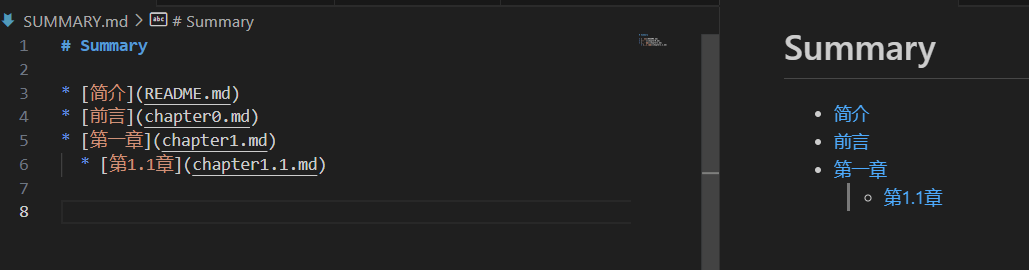 SUMMARY.md > abc # Summary
1 # Summary
2
3 * [简介](README.md)
4 * [前言](chapter0.md)
5 * [第一章](chapter1.md)
6 * [第1.1章](chapter1.1.md)
7
8
Summary
• 简介
• 前言
• 第一章
◦ 第1.1章